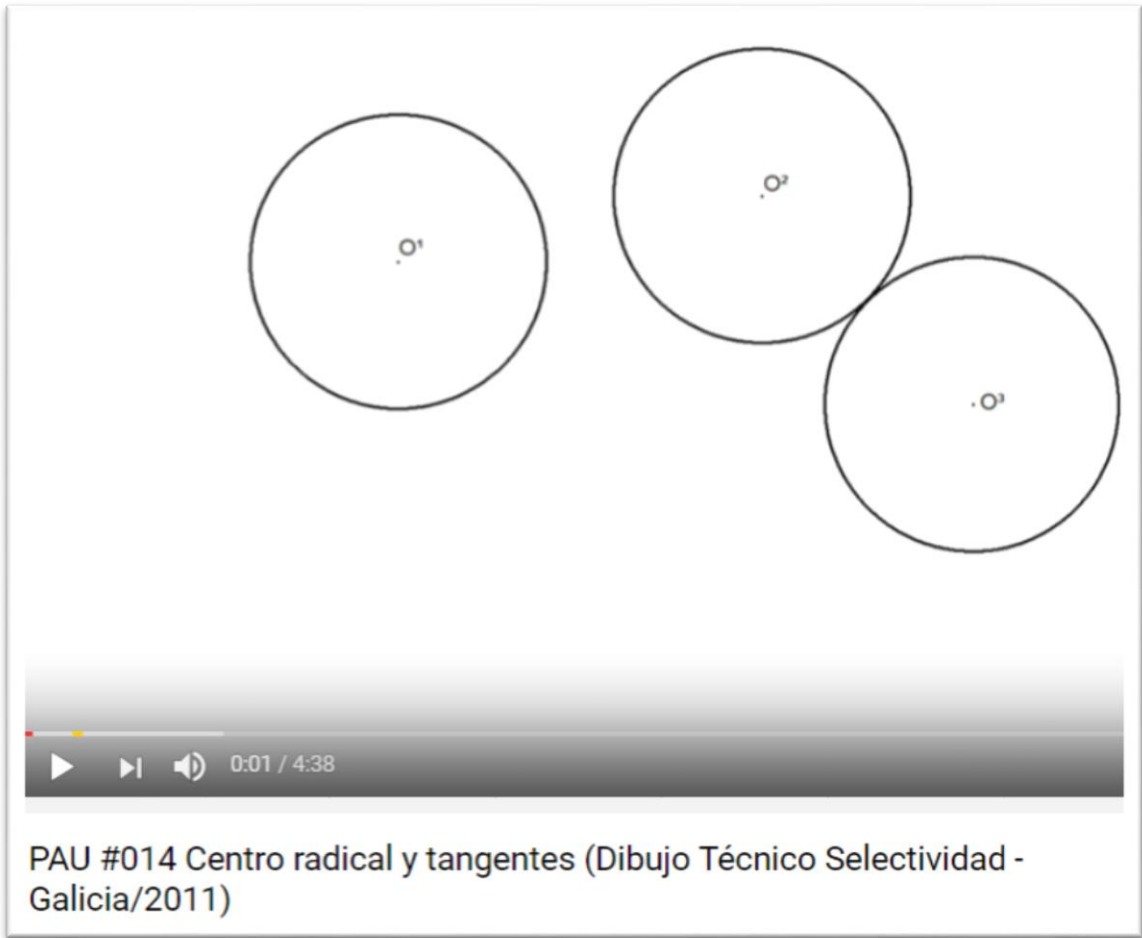 O¹
O²
O³
0:01 / 4:38
PAU #014 Centro radical y tangentes (Dibujo Técnico Selectividad -
Galicia/2011)